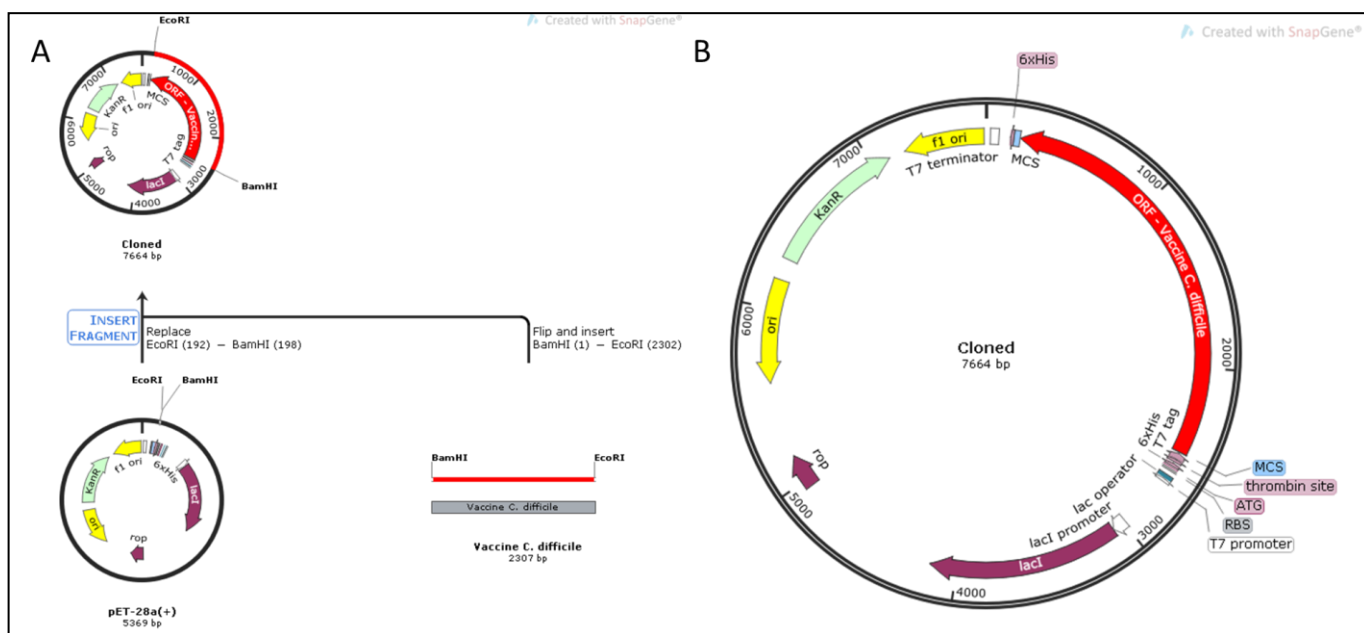 Created with SnapGene®
A
EcoRI
1000
2000
3000
4000
5000
6000
7000
ORF - Vaccin...
MCS
f1 ori
KanR
ori
rop
lacI
T7 tag
BamHI
Cloned
7664 bp
INSERT
FRAGMENT
Replace
EcoRI (192) – BamHI (198)
Flip and insert
BamHI (1) – EcoRI (2302)
EcoRI
BamHI
f1 ori
6xHis
KanR
lacI
ori
rop
pET-28a(+)
5369 bp
BamHI
EcoRI
Vaccine C. difficile
Vaccine C. difficile
2307 bp
Created with SnapGene®
B
6xHis
f1 ori
T7 terminator
MCS
7000
1000
KanR
ORF - Vaccine C. difficile
6000
ori
2000
Cloned
7664 bp
6xHis
T7 tag
MCS
thrombin site
ATG
RBS
T7 promoter
lac operator
lacI promoter
3000
rop
5000
lacI
4000